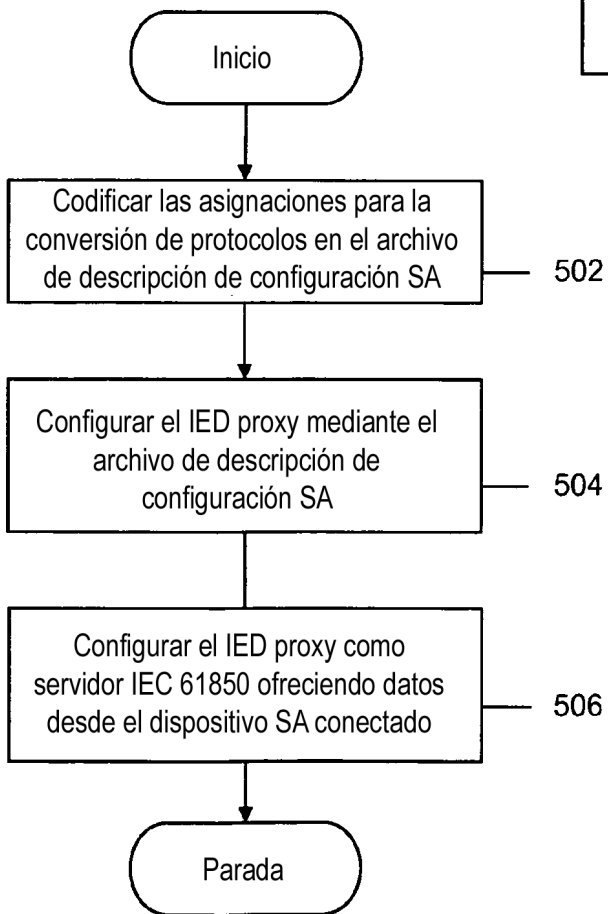 Inicio
Codificar las asignaciones para la
conversión de protocolos en el archivo
de descripción de configuración SA
502
Configurar el IED proxy mediante el
archivo de descripción de
configuración SA
504
Configurar el IED proxy como
servidor IEC 61850 ofreciendo datos
desde el dispositivo SA conectado
506
Parada